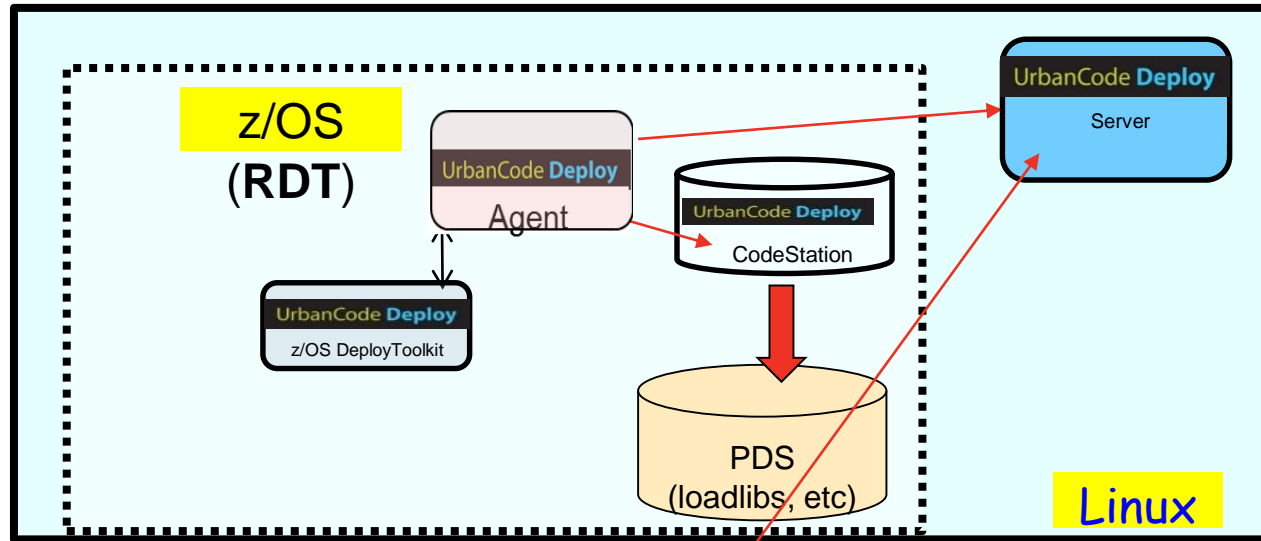 z/OS
(RDT)
UrbanCode Deploy
Agent
UrbanCode Deploy
z/OS DeployToolkit
UrbanCode Deploy
CodeStation
PDS
(loadlibs, etc)
UrbanCode Deploy
Server
Linux